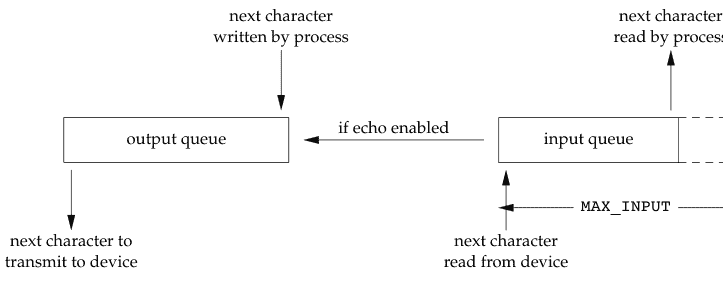 next character
written by process
next character
read by process
output queue
if echo enabled
input queue
MAX_INPUT
next character to
transmit to device
next character
read from device